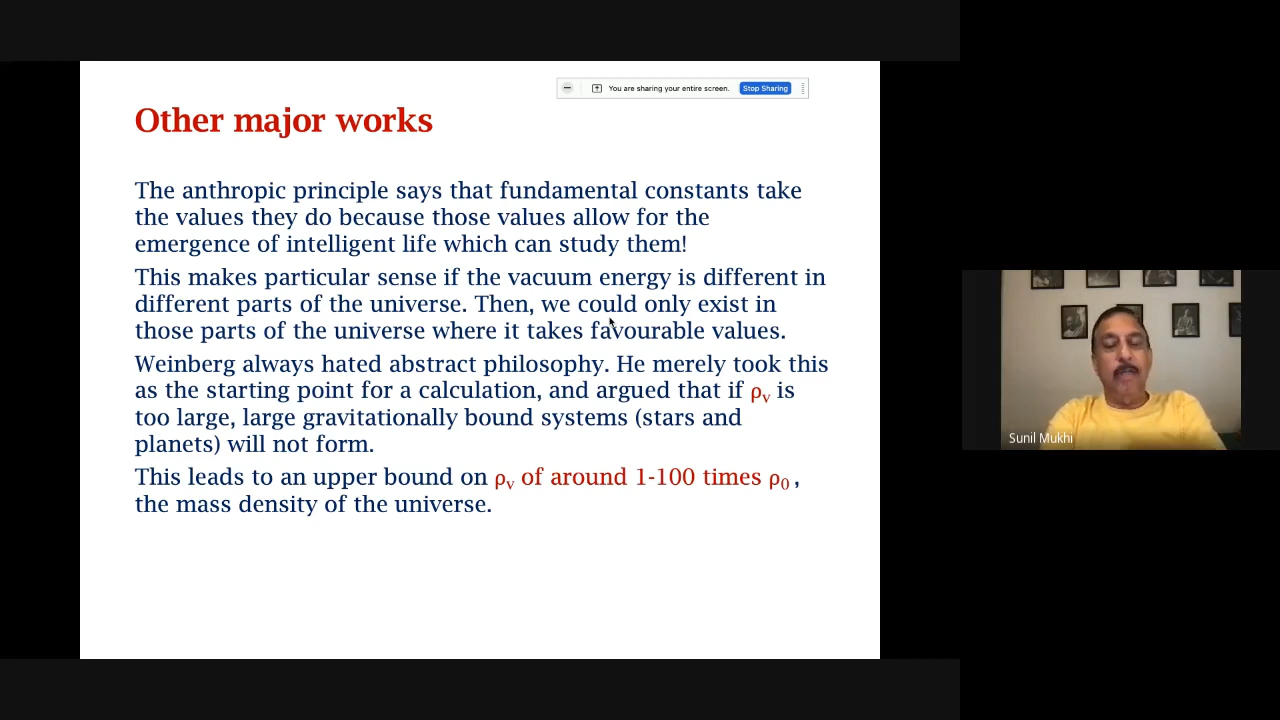 You are sharing your entire screen. Stop Sharing
Other major works
The anthropic principle says that fundamental constants take
the values they do because those values allow for the
emergence of intelligent life which can study them!
This makes particular sense if the vacuum energy is different in
different parts of the universe. Then, we could only exist in
those parts of the universe where it takes favourable values.
Weinberg always hated abstract philosophy. He merely took this
as the starting point for a calculation, and argued that if ρᵥ is
too large, large gravitationally bound systems (stars and
planets) will not form.
This leads to an upper bound on ρᵥ of around 1-100 times ρ₀ ,
the mass density of the universe.
Sunil Mukhi